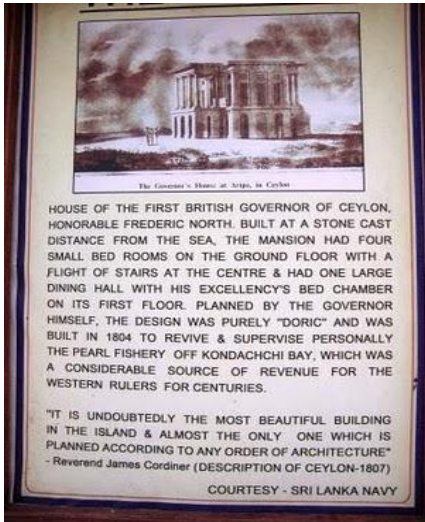 The Governor's House at Aripo, in Ceylon
HOUSE OF THE FIRST BRITISH GOVERNOR OF CEYLON,
HONORABLE FREDERIC NORTH. BUILT AT A STONE CAST
DISTANCE FROM THE SEA, THE MANSION HAD FOUR
SMALL BED ROOMS ON THE GROUND FLOOR WITH A
FLIGHT OF STAIRS AT THE CENTRE & HAD ONE LARGE
DINING HALL WITH HIS EXCELLENCY'S BED CHAMBER
ON ITS FIRST FLOOR. PLANNED BY THE GOVERNOR
HIMSELF, THE DESIGN WAS PURELY "DORIC" AND WAS
BUILT IN 1804 TO REVIVE & SUPERVISE PERSONALLY
THE PEARL FISHERY OFF KONDACHCHI BAY, WHICH WAS
A CONSIDERABLE SOURCE OF REVENUE FOR THE
WESTERN RULERS FOR CENTURIES.
"IT IS UNDOUBTEDLY THE MOST BEAUTIFUL BUILDING
IN THE ISLAND & ALMOST THE ONLY ONE WHICH IS
PLANNED ACCORDING TO ANY ORDER OF ARCHITECTURE"
- Reverend James Cordiner (DESCRIPTION OF CEYLON-1807)
COURTESY - SRI LANKA NAVY